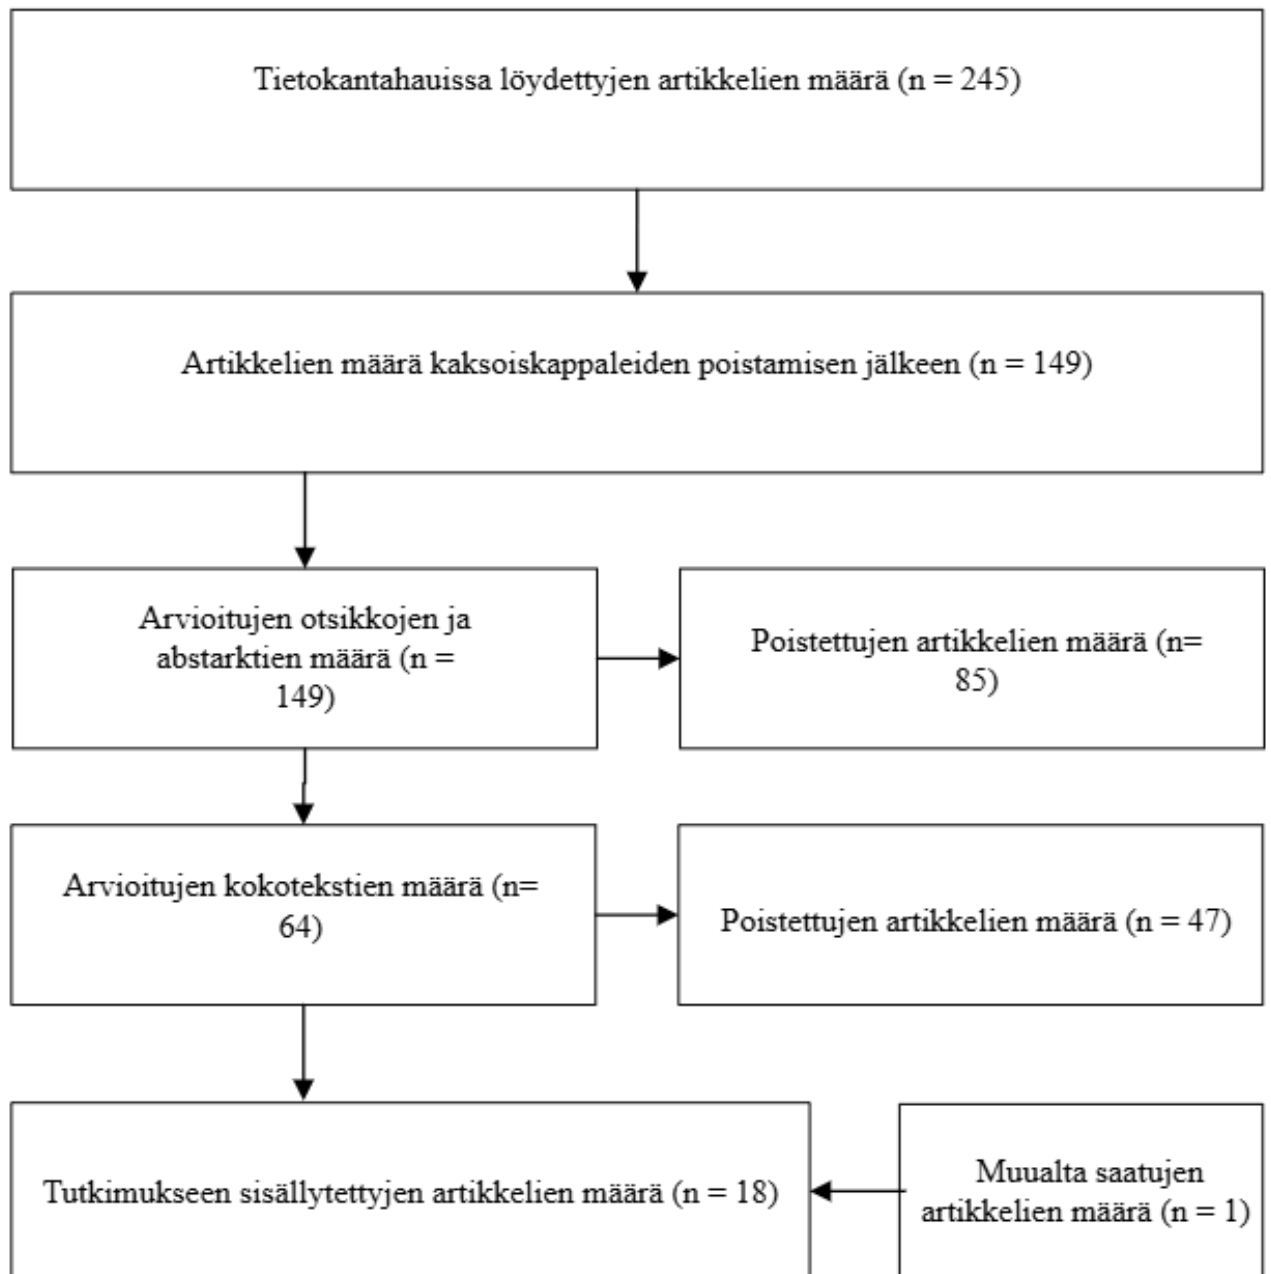 Tietokantahauissa löydettyjen artikkelien määrä (n = 245)
Artikkelien määrä kaksoiskappaleiden poistamisen jälkeen (n = 149)
Arvioitujen otsikkojen ja
abstarktien määrä (n =
149)
Poistettujen artikkelien määrä (n=
85)
Arvioitujen kokotekstien määrä (n=
64)
Poistettujen artikkelien määrä (n = 47)
Tutkimukseen sisällytettyjen artikkelien määrä (n = 18)
Muualta saatujen
artikkelien määrä (n = 1)